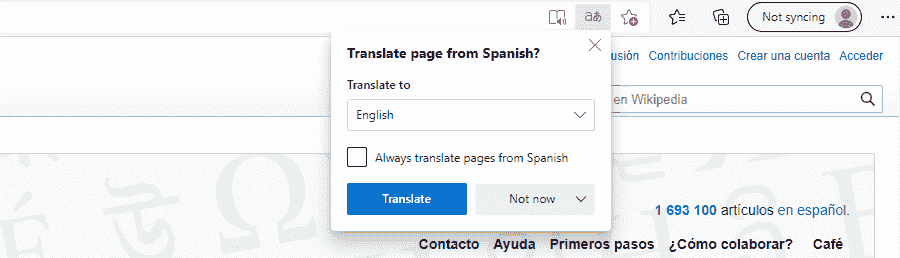 aあ
Not syncing
Translate page from Spanish?
usión Contribuciones Crear una cuenta Acceder
Translate to
English
en Wikipedia
Always translate pages from Spanish
Translate
Not now
1 693 100 artículos en español.
Contacto Ayuda Primeros pasos ¿Cómo colaborar? Café